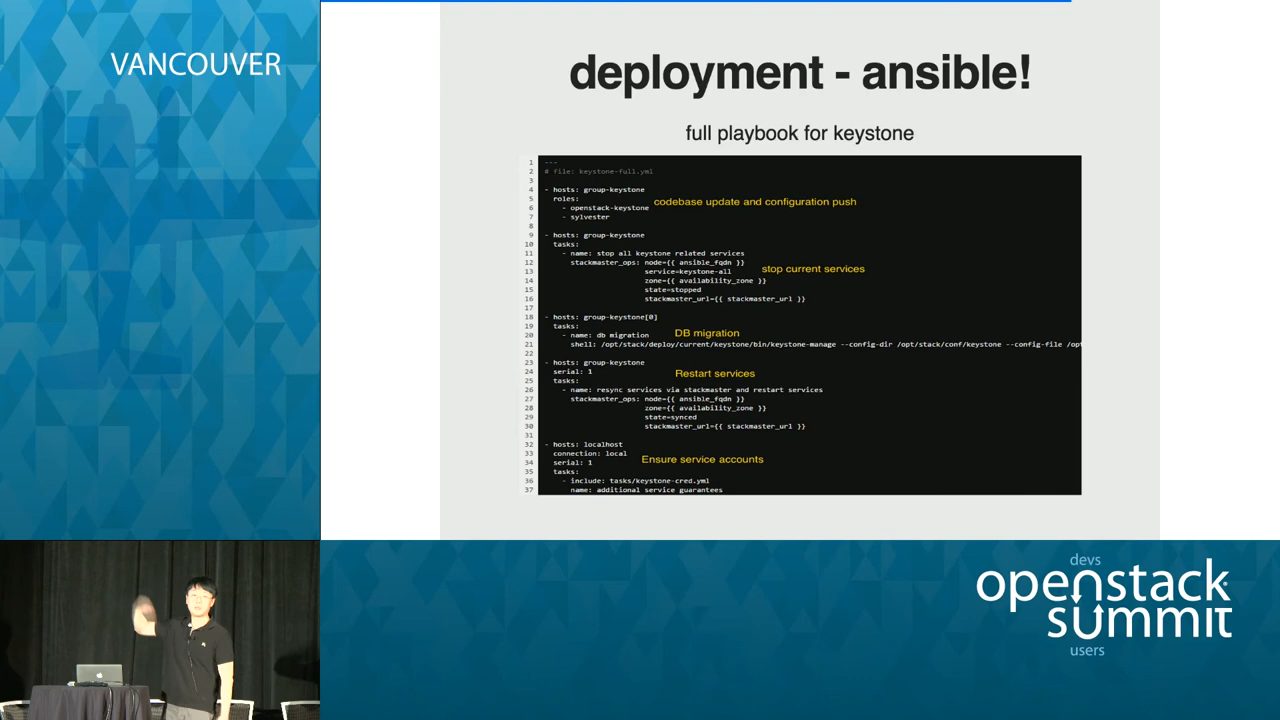 VANCOUVER
deployment - ansible!
full playbook for keystone
1 ---
2 # file: keystone-full.yml
3
4 - hosts: group-keystone
5 roles:
6 - openstack-keystone
7 - sylvester
codebase update and configuration push
8
9 - hosts: group-keystone
10 tasks:
11 - name: stop all keystone related services
12 stackmaster_ops: node={{ ansible_fqdn }}
13 service=keystone-all
stop current services
14 zone={{ availability_zone }}
15 state=stopped
16 stackmaster_url={{ stackmaster_url }}
17
18 - hosts: group-keystone[0]
19 tasks:
20 - name: db migration
DB migration
21 shell: /opt/stack/deploy/current/keystone/bin/keystone-manage --config-dir /opt/stack/conf/keystone --config-file /opt
22
23 - hosts: group-keystone
24 serial: 1
Restart services
25 tasks:
26 - name: resync services via stackmaster and restart services
27 stackmaster_ops: node={{ ansible_fqdn }}
28 zone={{ availability_zone }}
29 state=synced
30 stackmaster_url={{ stackmaster_url }}
31
32 - hosts: localhost
33 connection: local
34 serial: 1
Ensure service accounts
35 tasks:
36 - include: tasks/keystone-cred.yml
37 name: additional service guarantees
devs
openstack
summit
users